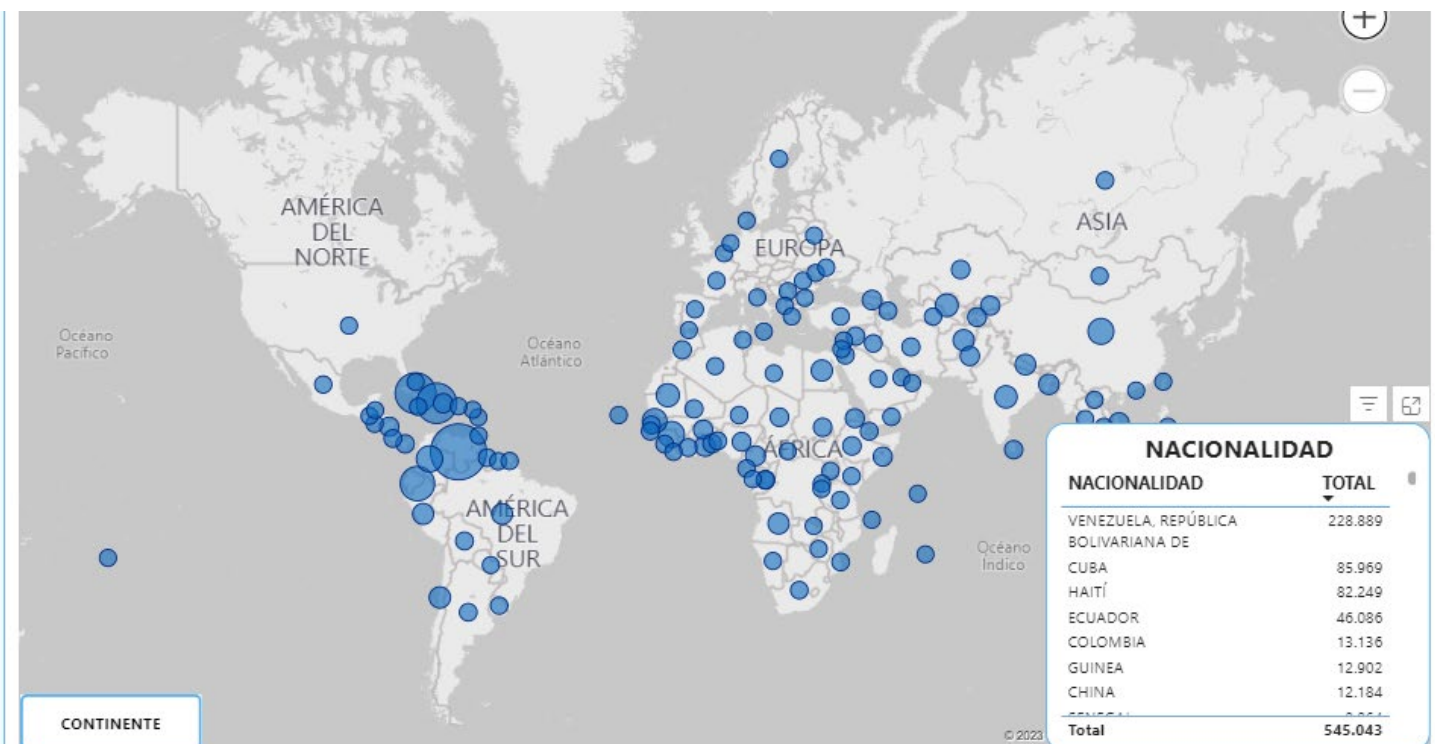 AMÉRICA
DEL
NORTE
ASIA
EUROPA
Océano
Pacífico
Océano
Atlántico
ÁFRICA
AMÉRICA
DEL
SUR
Océano
Índico
NACIONALIDAD
NACIONALIDAD TOTAL
VENEZUELA, REPÚBLICA 228.889
BOLIVARIANA DE
CUBA 85.969
HAITÍ 82.249
ECUADOR 46.086
COLOMBIA 13.136
GUINEA 12.902
CHINA 12.184
Total 545.043
CONTINENTE
© 2023